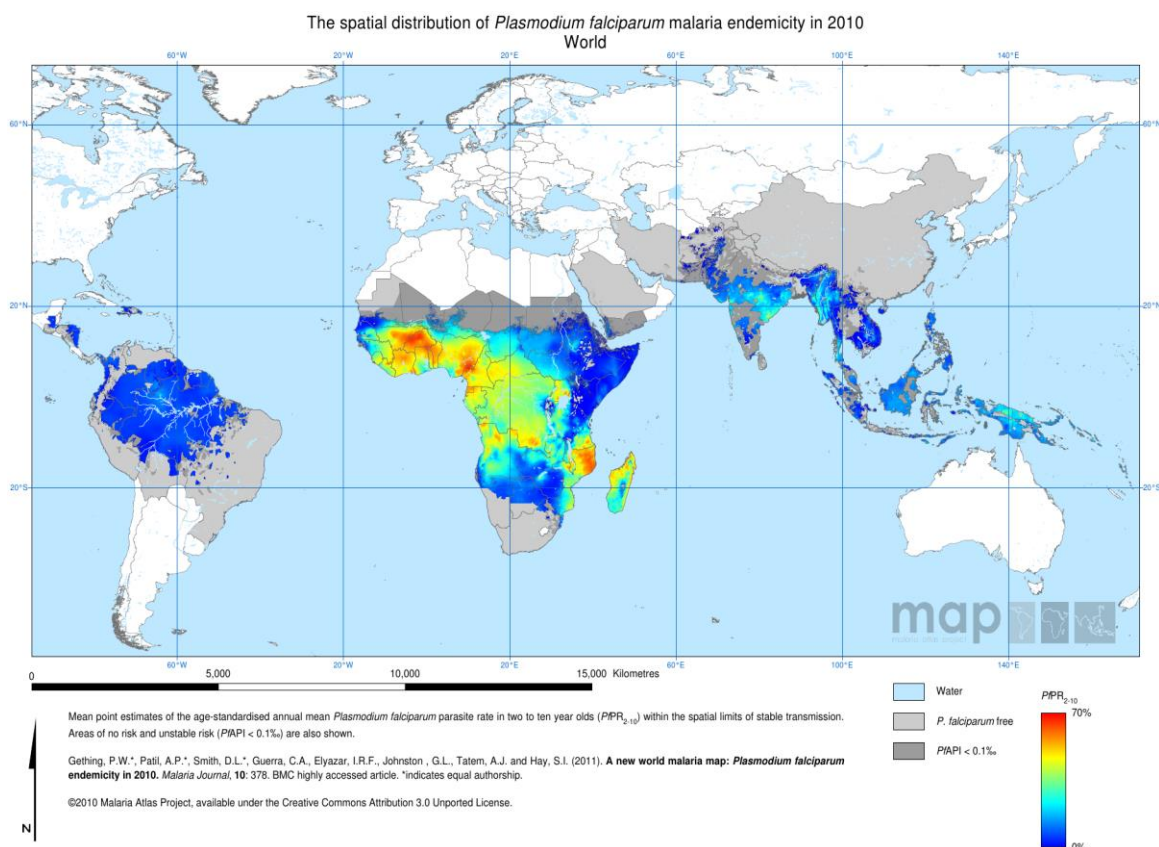 The spatial distribution of Plasmodium falciparum malaria endemicity in 2010
World
60°W 20°W 20°E 60°E 100°E 140°E
60°N 60°N
20°N 20°N
20°S 20°S
map
60°W 20°W 20°E 60°E 100°E 140°E
0 5,000 10,000 15,000 Kilometres
Water
P. falciparum free
PfAPI < 0.1‰
PfPR2-10
70%
0%
Mean point estimates of the age-standardised annual mean Plasmodium falciparum parasite rate in two to ten year olds (PfPR2-10) within the spatial limits of stable transmission.
Areas of no risk and unstable risk (PfAPI < 0.1‰) are also shown.
Gething, P.W.*, Patil, A.P.*, Smith, D.L.*, Guerra, C.A., Elyazar, I.R.F., Johnston , G.L., Tatem, A.J. and Hay, S.I. (2011). A new world malaria map: Plasmodium falciparum
endemicity in 2010. Malaria Journal, 10: 378. BMC highly accessed article. *indicates equal authorship.
©2010 Malaria Atlas Project, available under the Creative Commons Attribution 3.0 Unported License.
N